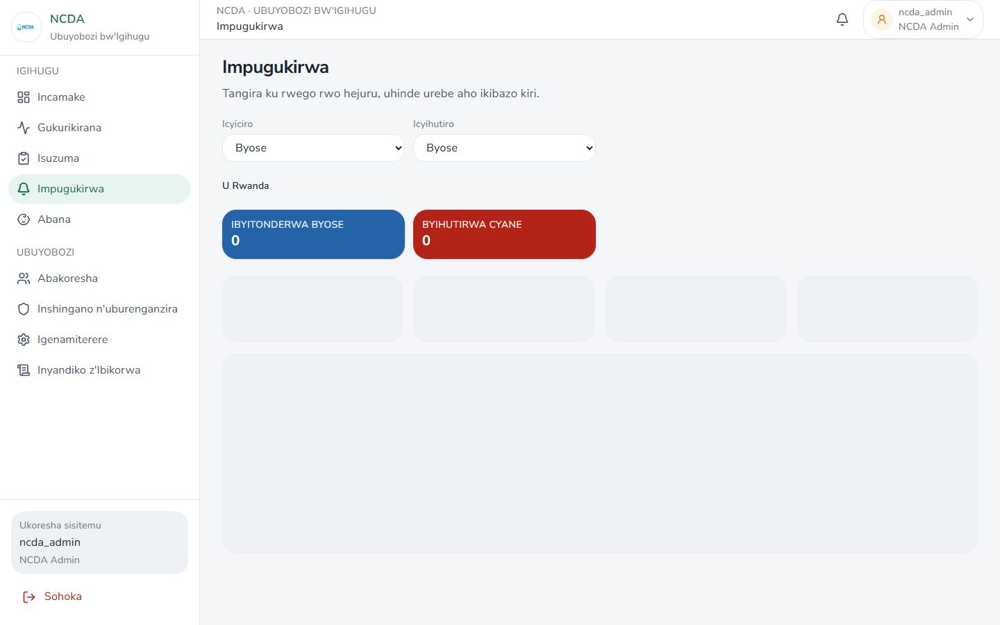 NCDA
NCDA
Ubuyobozi bw'Igihugu
IGIHUGU
Incamake
Gukurikirana
Isuzuma
Impugukirwa
Abana
UBUYOBOZI
Abakoresha
Inshingano n'uburenganzira
Igenamiterere
Inyandiko z'Ibikorwa
Ukoresha sisitemu
ncda_admin
NCDA Admin
Sohoka
NCDA · UBUYOBOZI BW'IGIHUGU
Impugukirwa
ncda_admin
NCDA Admin
Impugukirwa
Tangira ku rwego rwo hejuru, uhinde urebe aho ikibazo kiri.
Icyiciro
Icyihutiro
Byose
Byose
U Rwanda
IBYITONDERWA BYOSE
0
BYIHUTIRWA CYANE
0